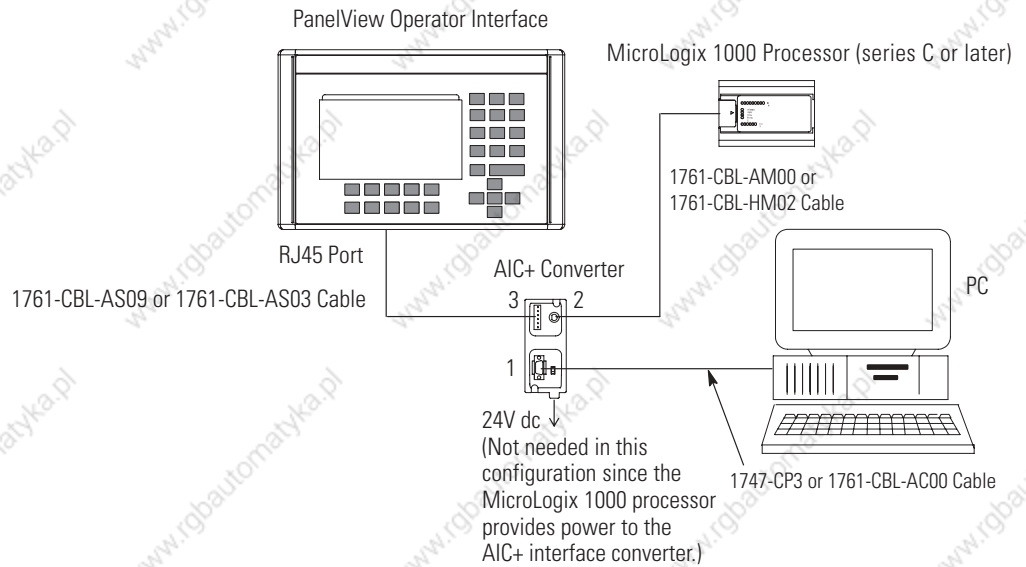 PanelView Operator Interface
MicroLogix 1000 Processor (series C or later)
1761-CBL-AM00 or
1761-CBL-HM02 Cable
RJ45 Port
AIC+ Converter
PC
1761-CBL-AS09 or 1761-CBL-AS03 Cable
3
2
1
24V dc
(Not needed in this
configuration since the
MicroLogix 1000 processor
provides power to the
AIC+ interface converter.)
1747-CP3 or 1761-CBL-AC00 Cable
www.rgbautomatyka.pl